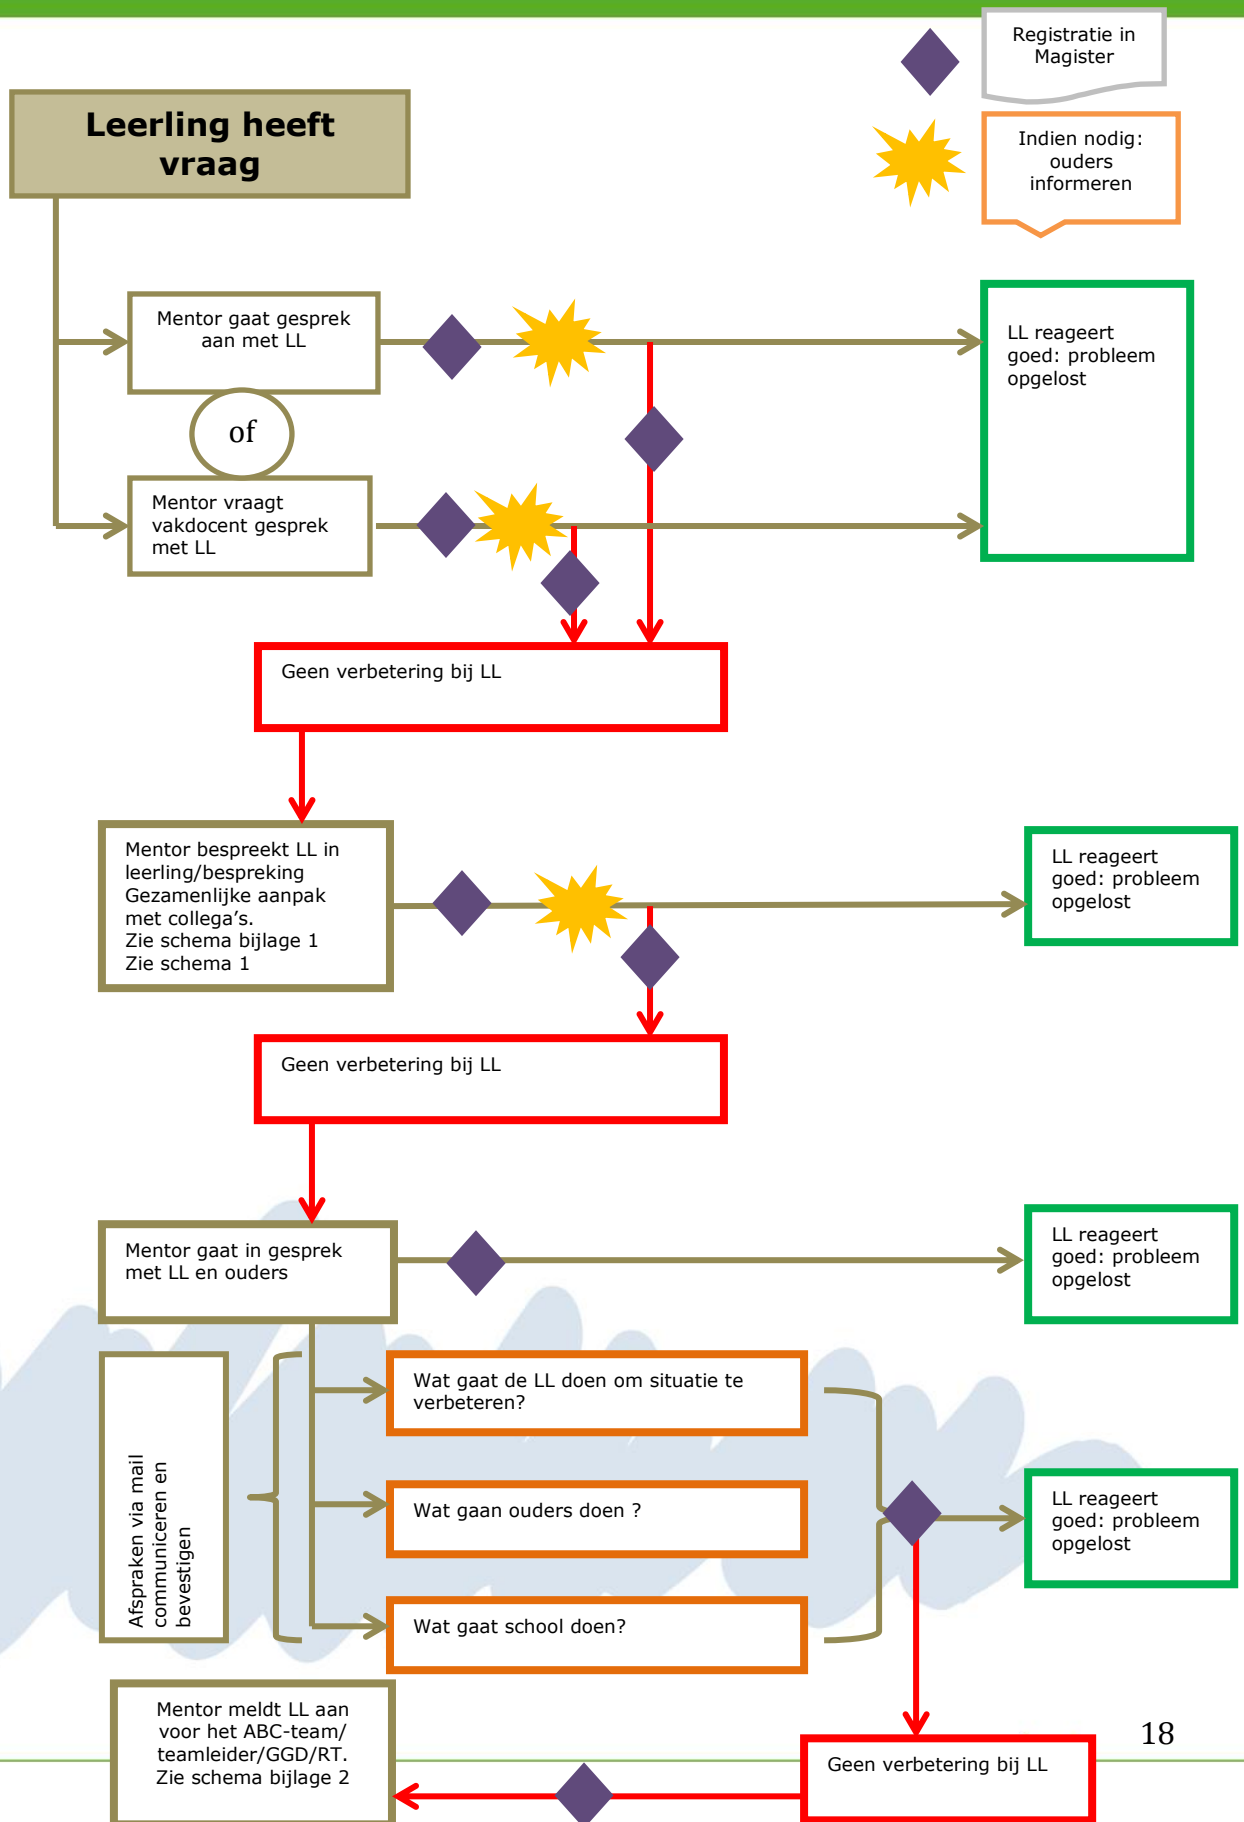 Registratie in
Magister
Leerling heeft
vraag
Indien nodig:
ouders
informeren
Mentor gaat gesprek
aan met LL
LL reageert
goed: probleem
opgelost
of
Mentor vraagt
vakdocent gesprek
met LL
Geen verbetering bij LL
Mentor bespreekt LL in
leerling/bespreking
Gezamenlijke aanpak
met collega’s.
Zie schema bijlage 1
Zie schema 1
LL reageert
goed: probleem
opgelost
Geen verbetering bij LL
Mentor gaat in gesprek
met LL en ouders
LL reageert
goed: probleem
opgelost
Afspraken via mail
communiceren en
bevestigen
Wat gaat de LL doen om situatie te
verbeteren?
Wat gaan ouders doen ?
Wat gaat school doen?
LL reageert
goed: probleem
opgelost
Mentor meldt LL aan
voor het ABC-team/
teamleider/GGD/RT.
Zie schema bijlage 2
Geen verbetering bij LL
18